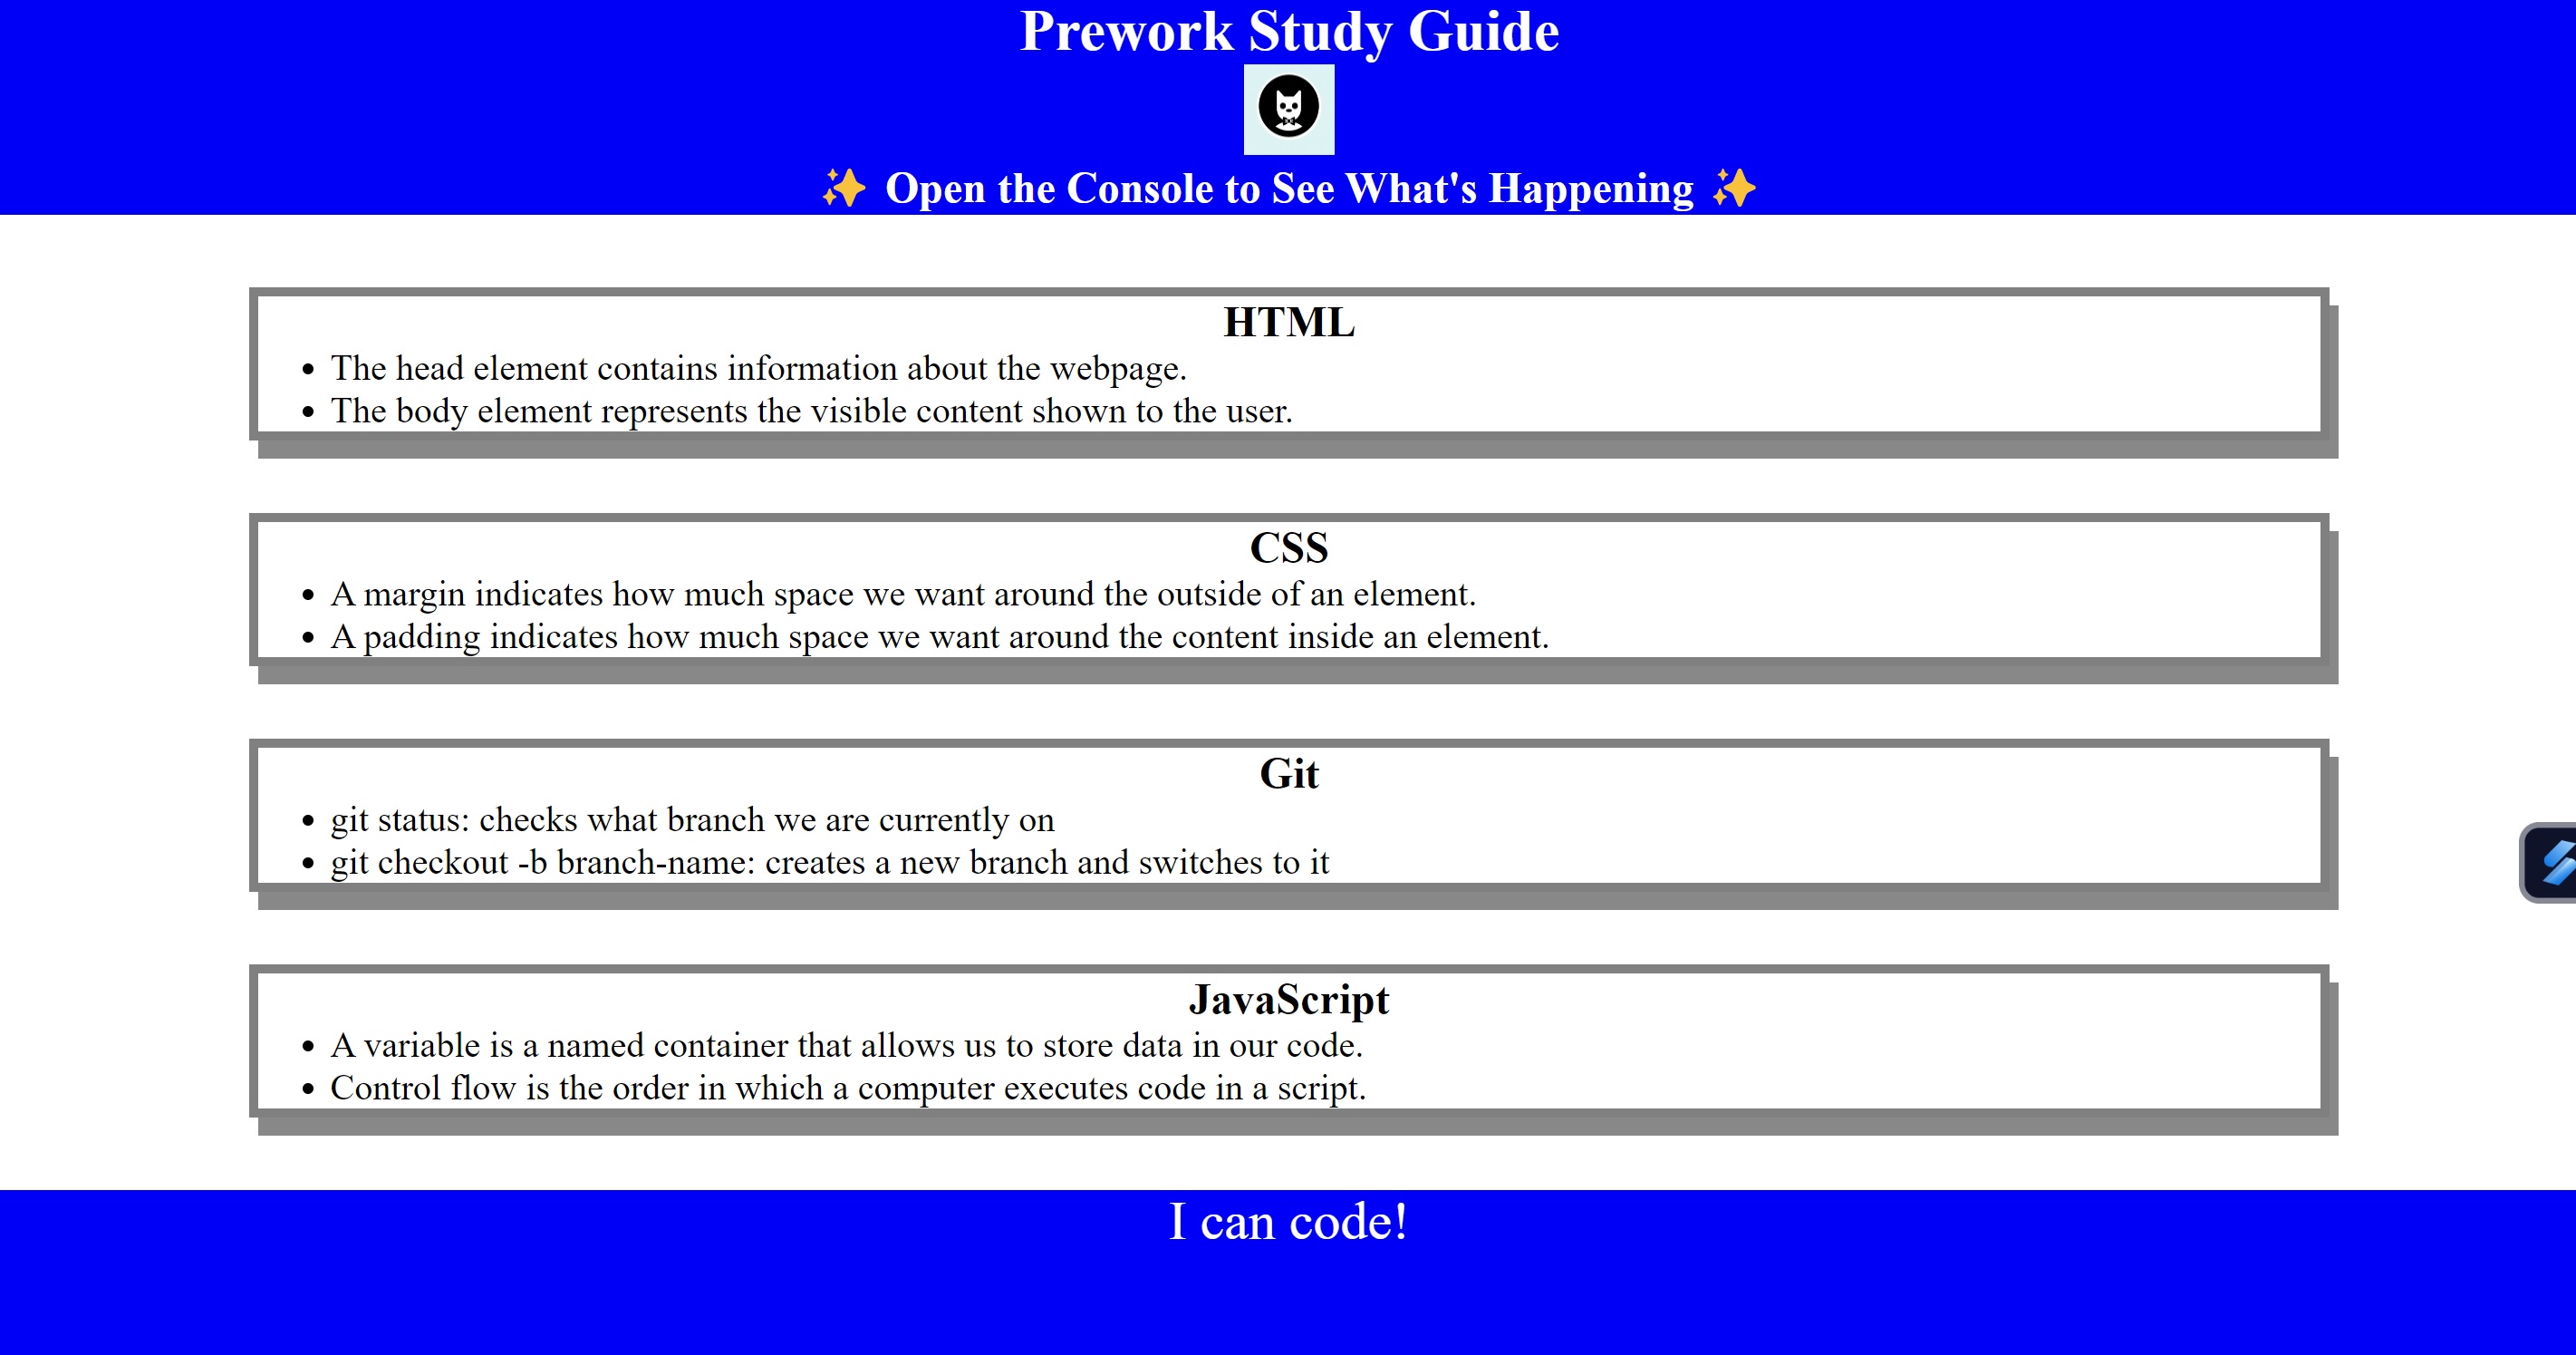 Prework Study Guide
✨ Open the Console to See What's Happening ✨
HTML
• The head element contains information about the webpage.
• The body element represents the visible content shown to the user.
CSS
• A margin indicates how much space we want around the outside of an element.
• A padding indicates how much space we want around the content inside an element.
Git
• git status: checks what branch we are currently on
• git checkout -b branch-name: creates a new branch and switches to it
JavaScript
• A variable is a named container that allows us to store data in our code.
• Control flow is the order in which a computer executes code in a script.
I can code!